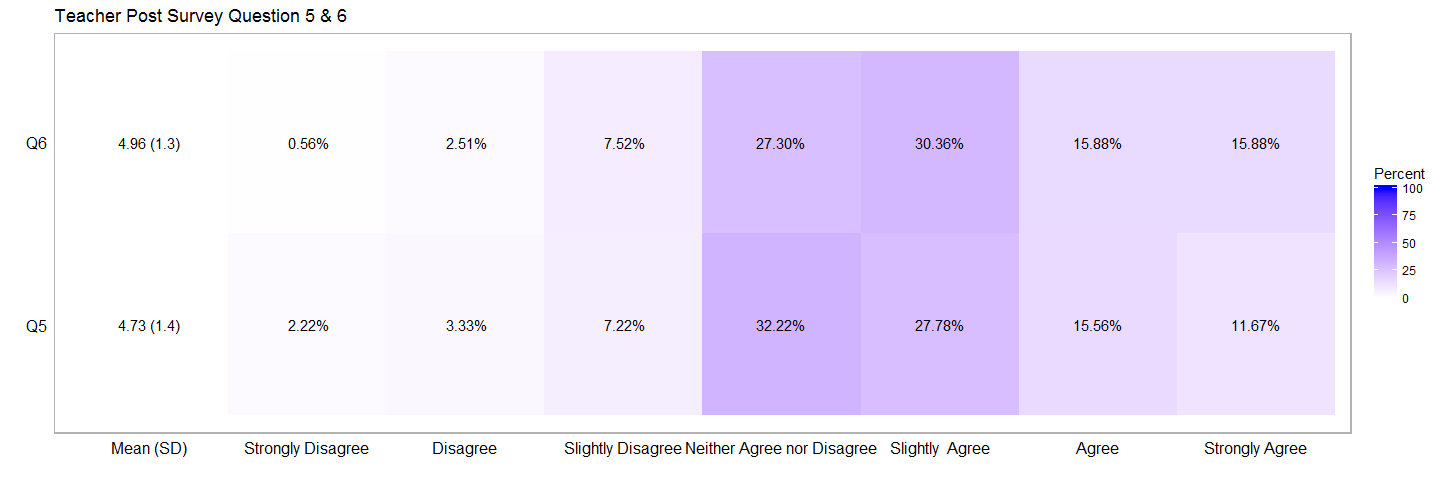 Teacher Post Survey Question 5 & 6
Q6 4.96 (1.3) 0.56% 2.51% 7.52% 27.30% 30.36% 15.88% 15.88%
Q5 4.73 (1.4) 2.22% 3.33% 7.22% 32.22% 27.78% 15.56% 11.67%
Mean (SD) Strongly Disagree Disagree Slightly Disagree Neither Agree nor Disagree Slightly  Agree Agree Strongly Agree
Percent
100
75
50
25
0